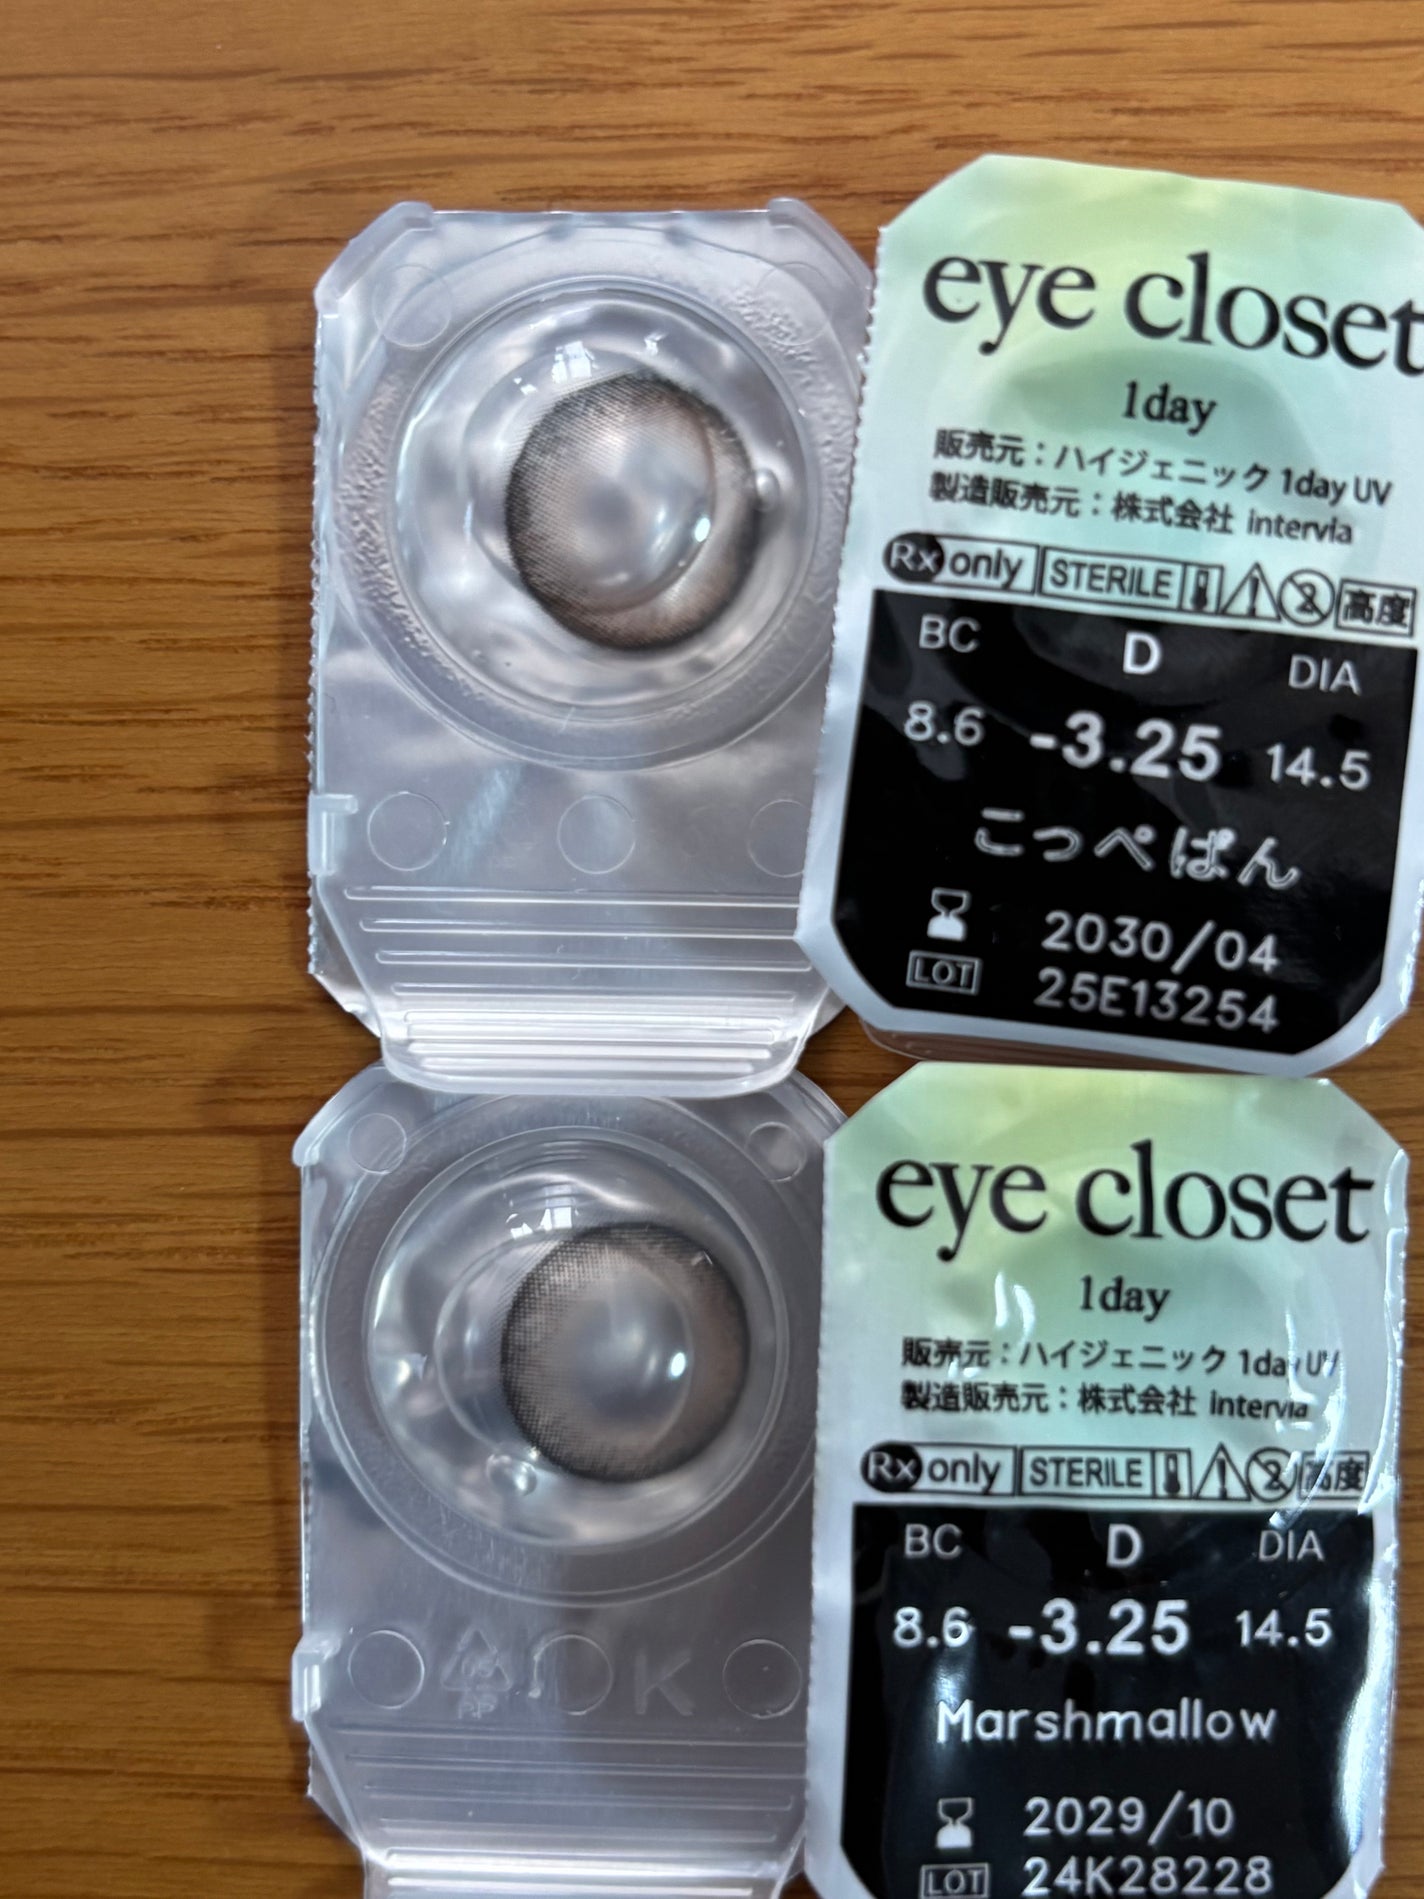 eye closet
1day
販売元：ハイジェニック 1day UV
製造販売元：株式会社 intervia
Rx only STERILE 高度
BC D DIA
8.6 -3.25 14.5
こっぺぱん
2030/04
LOT 25E13254
eye closet
1day
販売元：ハイジェニック 1day UV
製造販売元：株式会社 intervia
Rx only STERILE 高度
BC D DIA
8.6 -3.25 14.5
Marshmallow
2029/10
LOT 24K28228
PP K